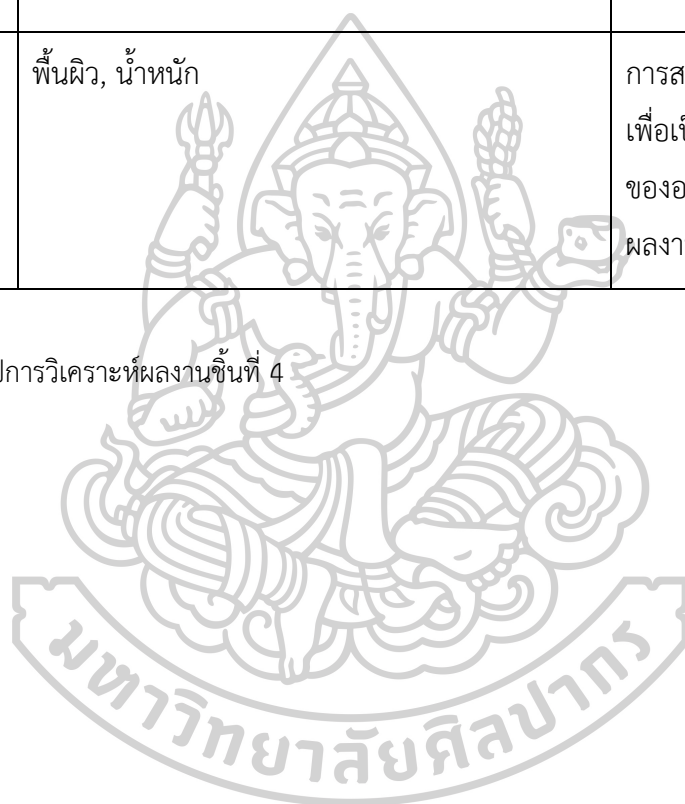 พื้นผิว, น้ำหนัก
การส
เพื่อเ
ของอ
ผลงา
การวิเคราะห์ผลงานชิ้นที่ 4
มหาวิทยาลัยศิลปากร